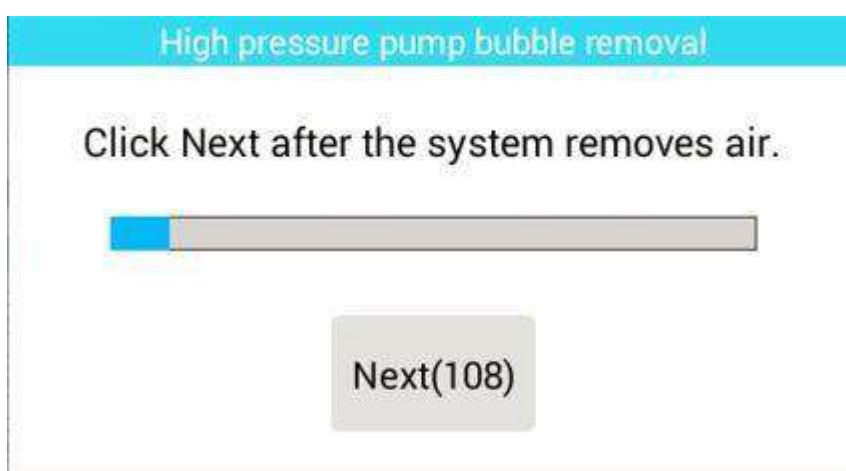 High pressure pump bubble removal
Click Next after the system removes air.
Next(108)